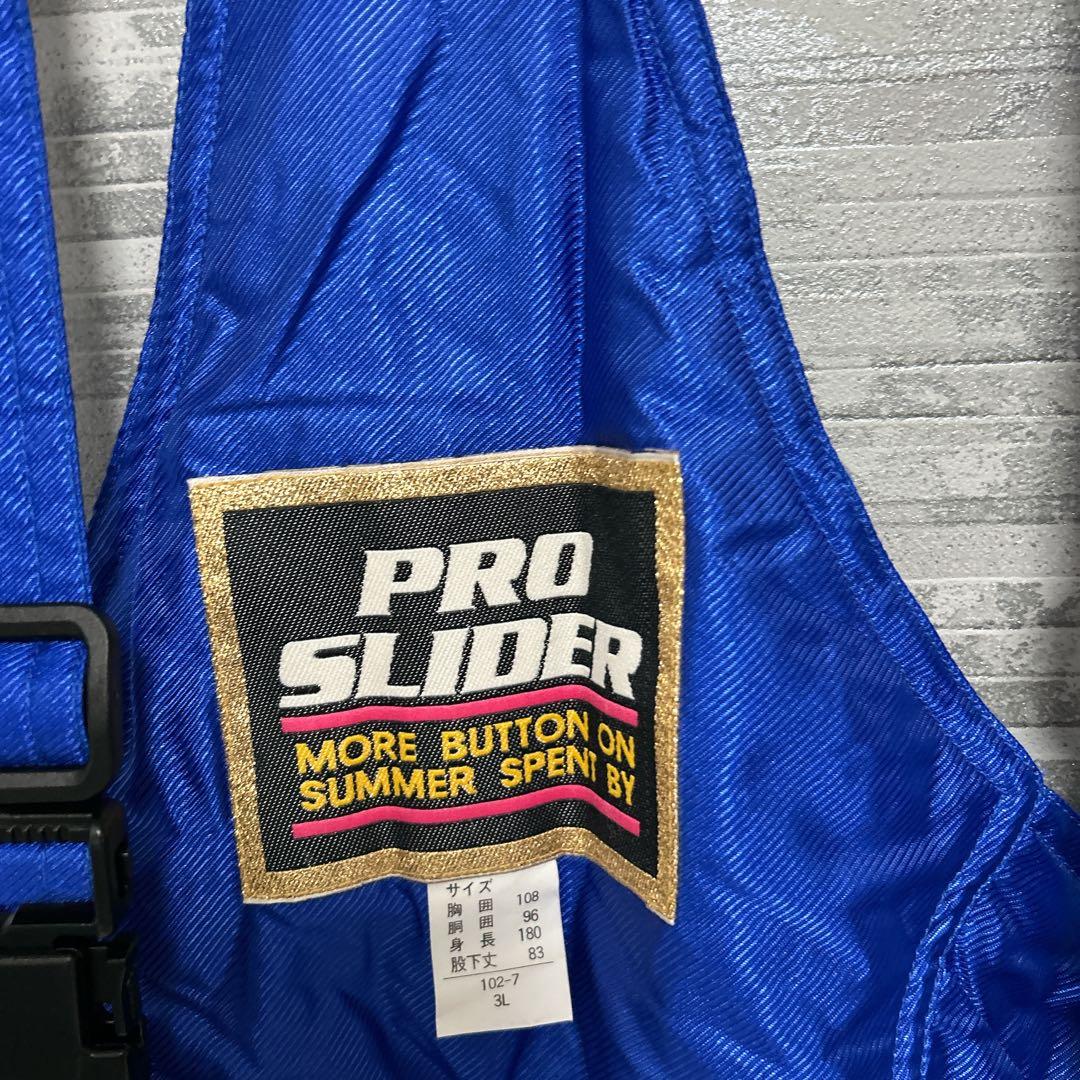 PRO
SLIDER
MORE BUTTON ON
SUMMER SPENT BY
サイズ
胸囲 108
胴囲 96
身長 180
股下丈 83
102-7
3L